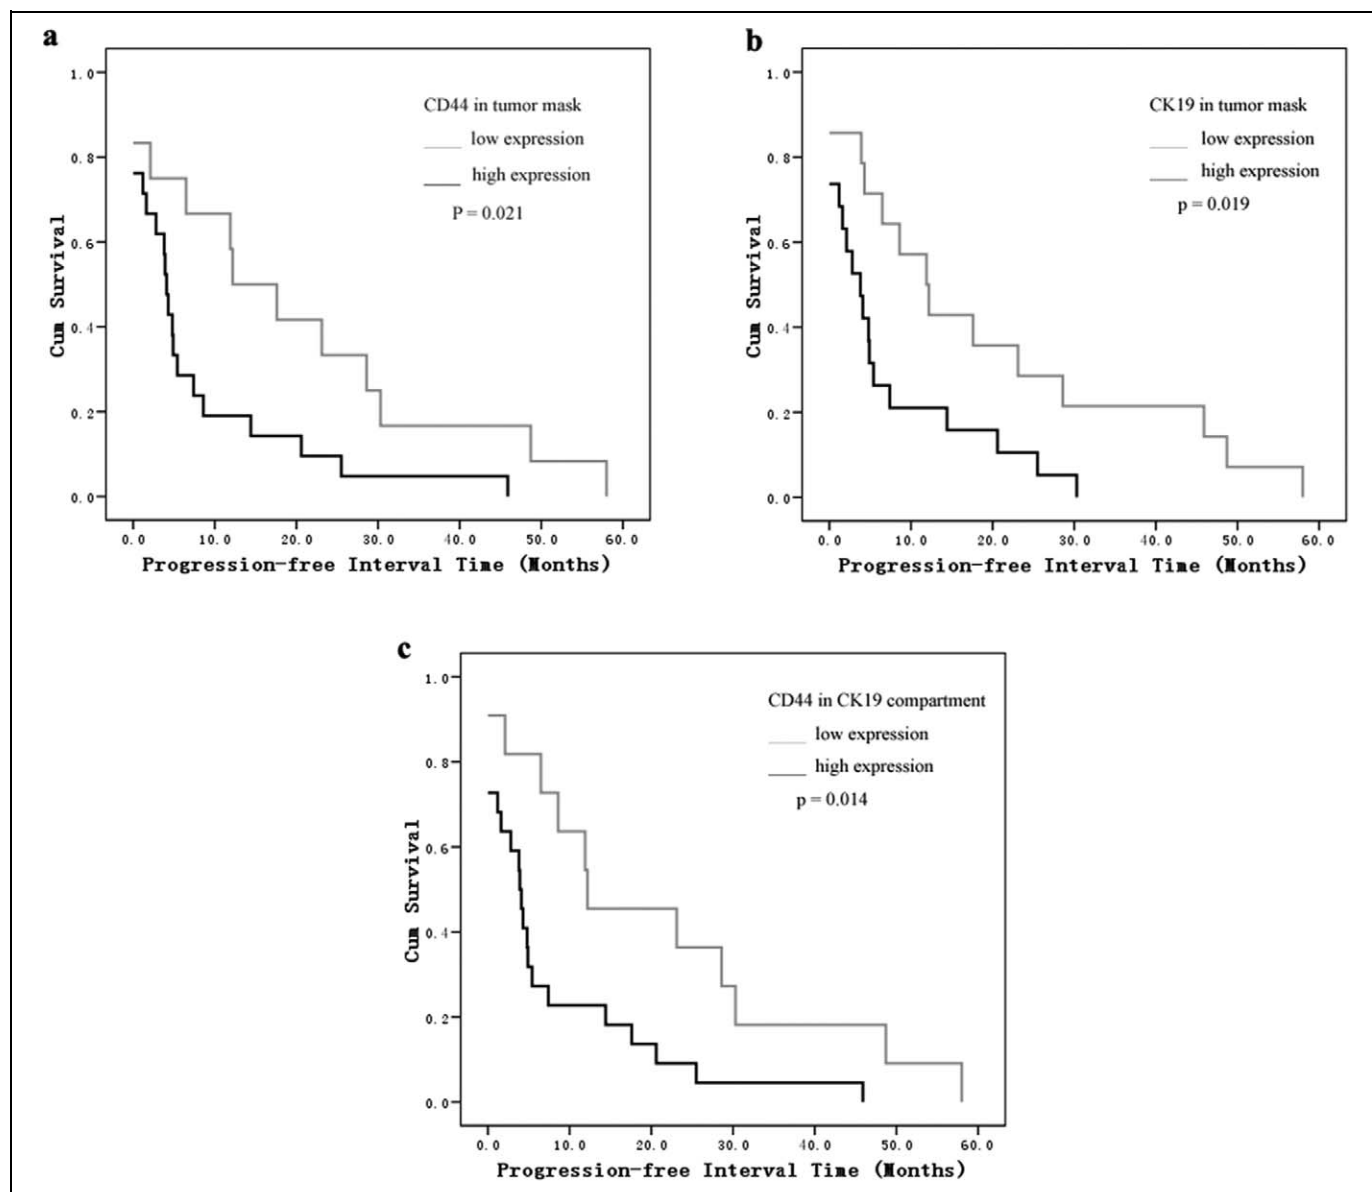 a
1.0
0.8
0.6
0.4
0.2
0.0
Cum Survival
CD44 in tumor mask
low expression
high expression
P = 0.021
0.0 10.0 20.0 30.0 40.0 50.0 60.0
Progression-free Interval Time (Months)
b
1.0
0.8
0.6
0.4
0.2
0.0
Cum Survival
CK19 in tumor mask
low expression
high expression
p = 0.019
0.0 10.0 20.0 30.0 40.0 50.0 60.0
Progression-free Interval Time (Months)
c
1.0
0.8
0.6
0.4
0.2
0.0
Cum Survival
CD44 in CK19 compartment
low expression
high expression
p = 0.014
0.0 10.0 20.0 30.0 40.0 50.0 60.0
Progression-free Interval Time (Months)